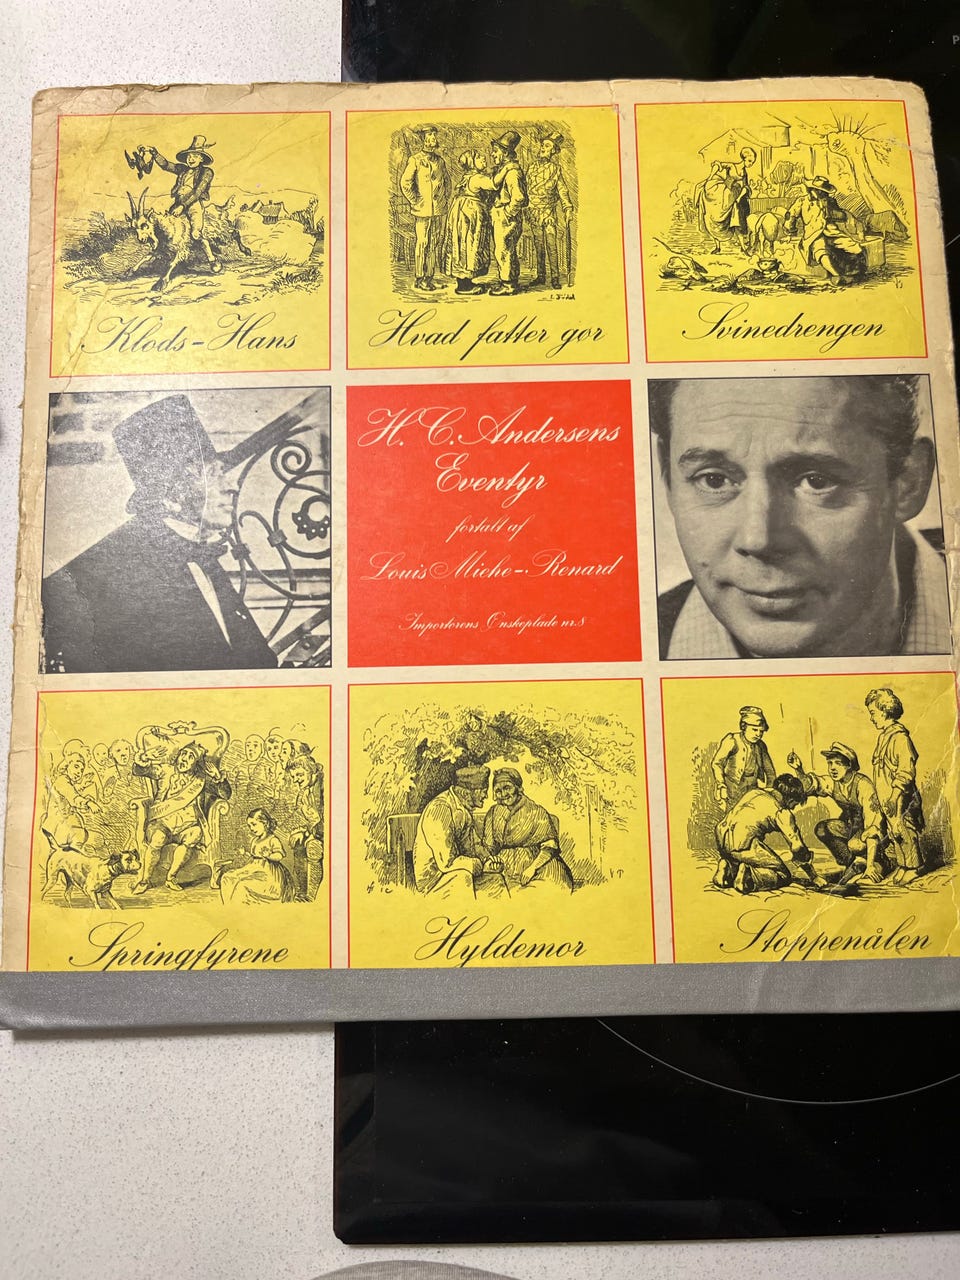 Klods-Hans
Hvad fatter gør
Svinedrengen
H. C. Andersens
Eventyr
fortalt af
Louis Miehe-Renard
Importørens Ønskeplade nr. 8
Springfyrene
Hyldemor
Stoppenålen